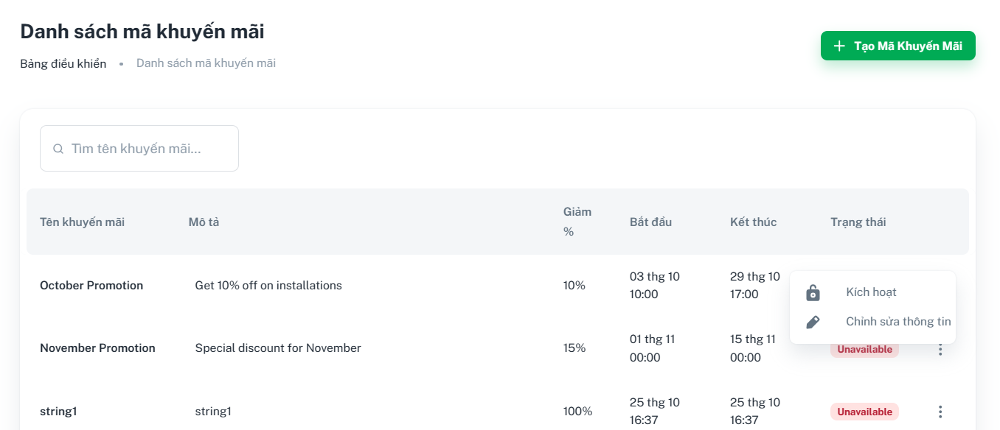 Danh sách mã khuyến mãi
Bảng điều khiển • Danh sách mã khuyến mãi
+ Tạo Mã Khuyến Mãi
Tìm tên khuyến mãi...
Tên khuyến mãi Mô tả Giảm % Bắt đầu Kết thúc Trạng thái
October Promotion Get 10% off on installations 10% 03 thg 10 10:00 29 thg 10 17:00
Kích hoạt
Chỉnh sửa thông tin
November Promotion Special discount for November 15% 01 thg 11 00:00 15 thg 11 00:00 Unavailable
string1 string1 100% 25 thg 10 16:37 25 thg 10 16:37 Unavailable